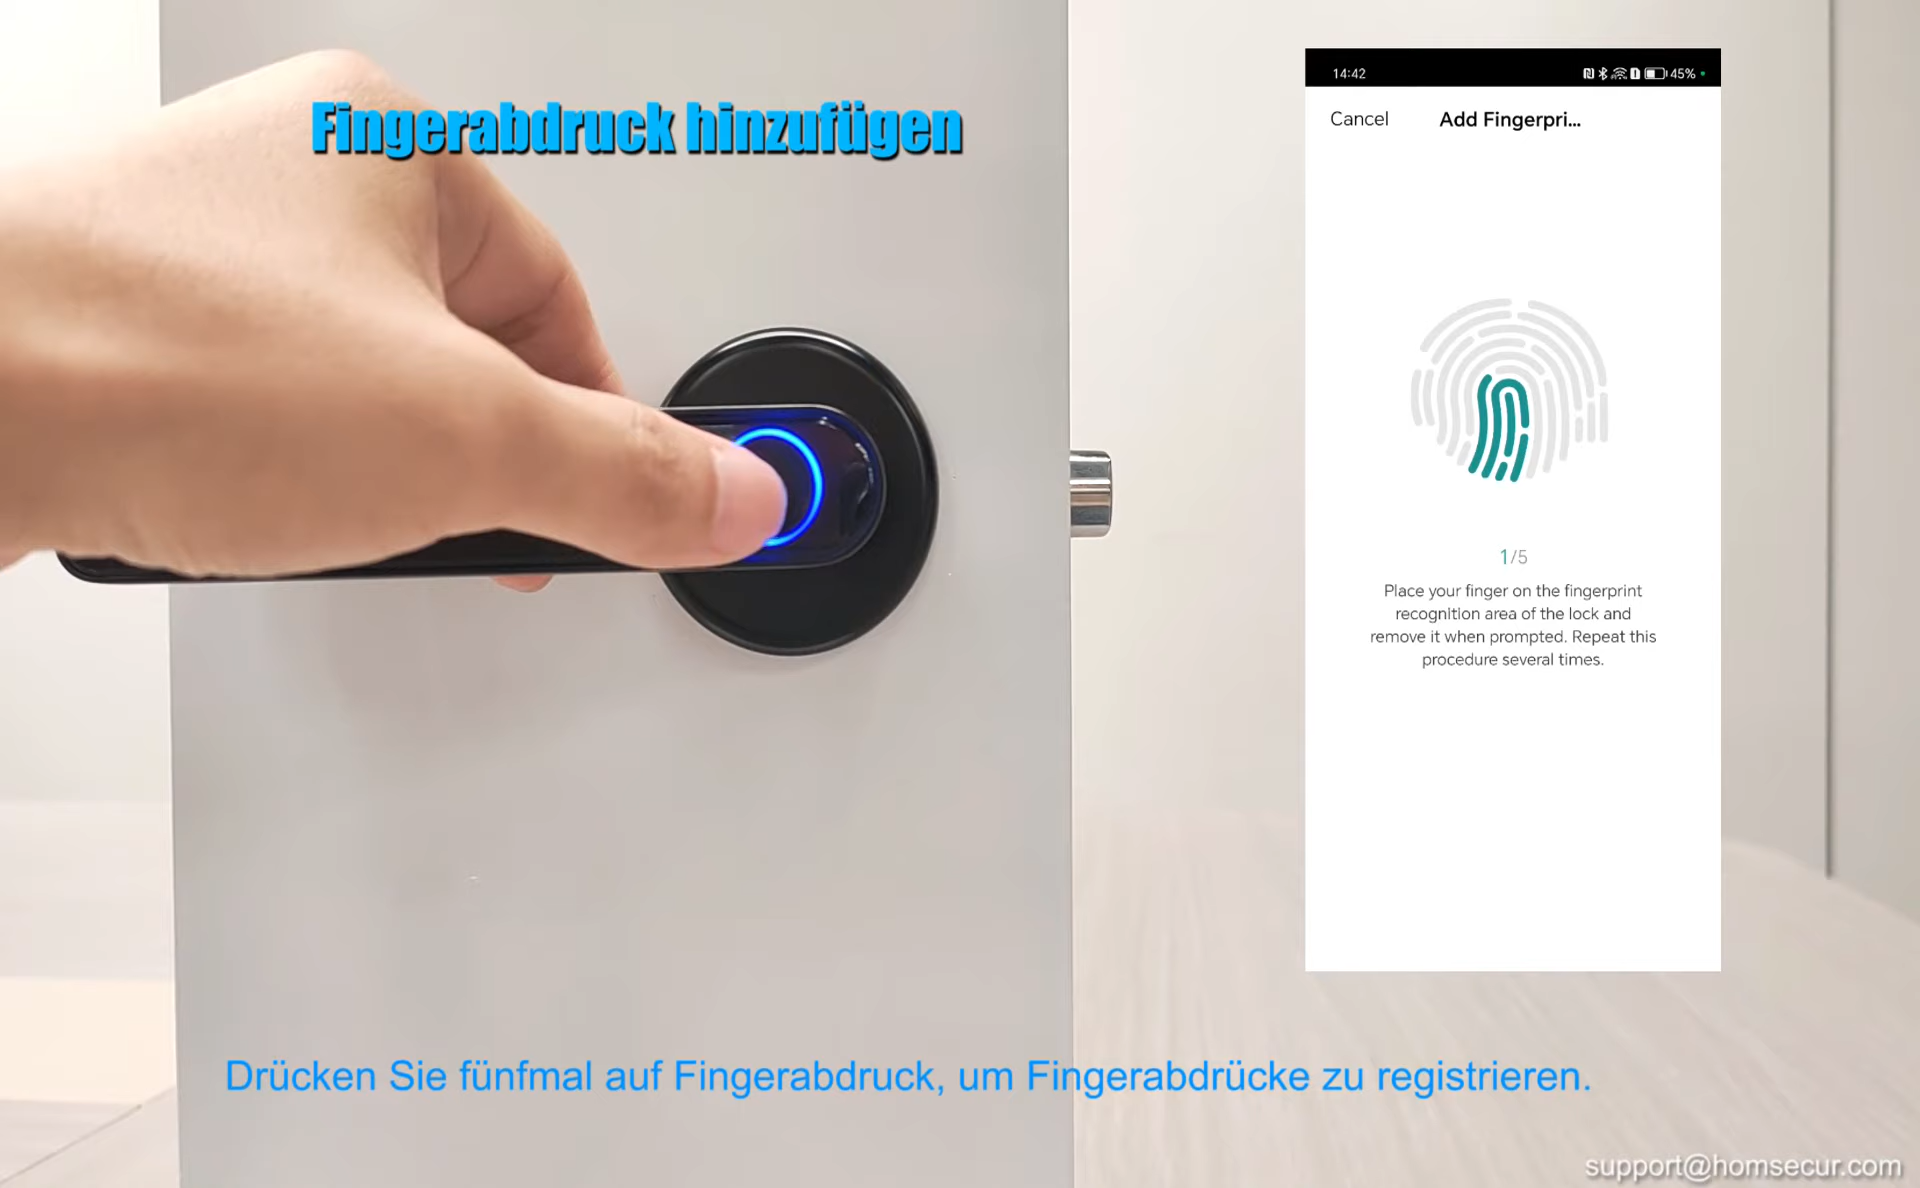 Fingerabdruck hinzufügen
14:42
45%
Cancel
Add Fingerpri...
1/5
Place your finger on the fingerprint
recognition area of the lock and
remove it when prompted. Repeat this
procedure several times.
Drücken Sie fünfmal auf Fingerabdruck, um Fingerabdrücke zu registrieren.
support@homsecur.com